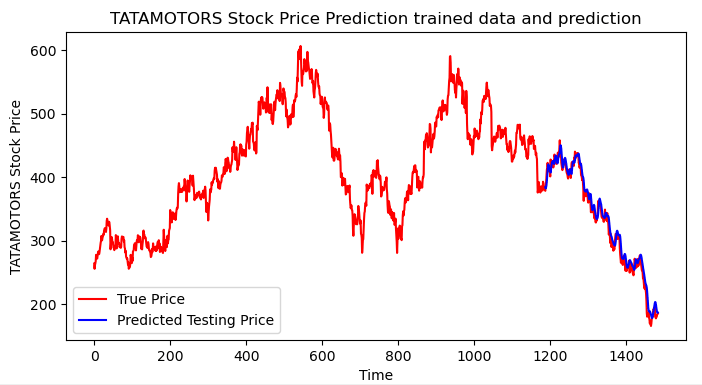 TATAMOTORS Stock Price Prediction trained data and prediction
600
500
400
300
200
TATAMOTORS Stock Price
True Price
Predicted Testing Price
0 200 400 600 800 1000 1200 1400
Time